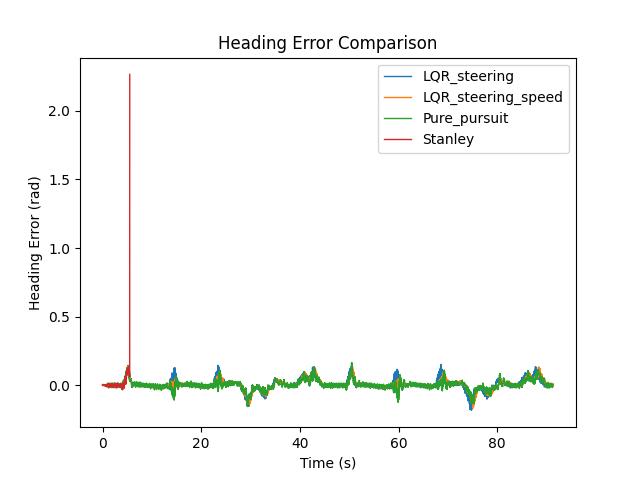 Heading Error Comparison
LQR_steering
LQR_steering_speed
Pure_pursuit
Stanley
Heading Error (rad)
2.0
1.5
1.0
0.5
0.0
0
20
40
60
80
Time (s)